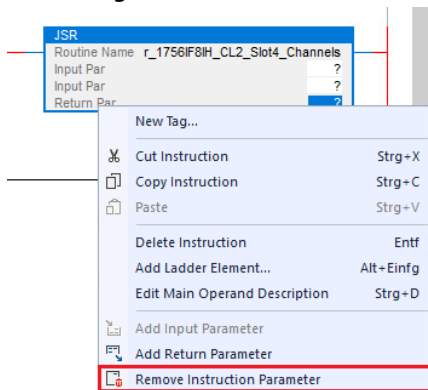 JSR
Routine Name r_1756IF8IH_CL2_Slot4_Channels
Input Par ?
Input Par ?
Return Par ?
New Tag...
Cut Instruction Strg+X
Copy Instruction Strg+C
Paste Strg+V
Delete Instruction Entf
Add Ladder Element... Alt+Einfg
Edit Main Operand Description Strg+D
Add Input Parameter
Add Return Parameter
Remove Instruction Parameter